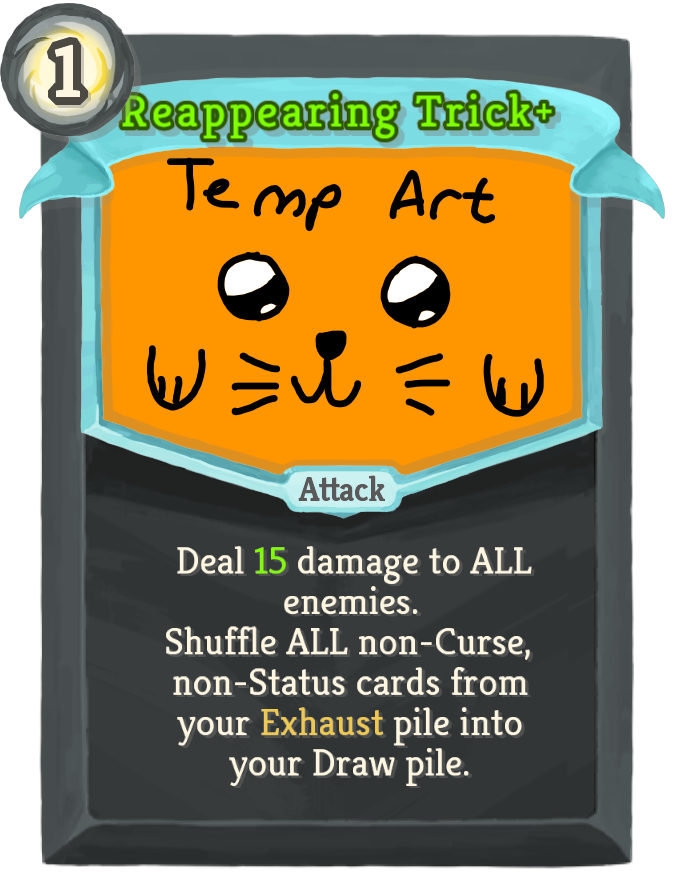 1
Reappearing Trick+
Temp Art
Attack
Deal 15 damage to ALL
enemies.
Shuffle ALL non-Curse,
non-Status cards from
your Exhaust pile into
your Draw pile.